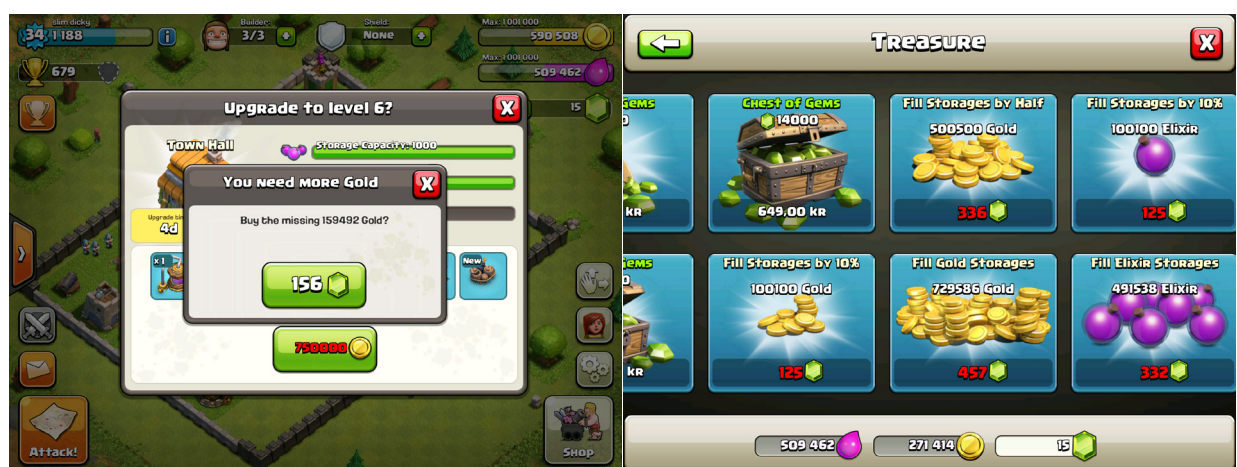 slim dicky
34
1188
Builder:
3/3
Shield:
None
Max: 1 001 000
590 508
679
Max: 1 001 000
509 462
15
Upgrade to level 6?
Town Hall
Storage Capacity: 1000
You need more Gold
Buy the missing 159492 Gold?
156
4d
x 1
New
750000
Attack!
Shop
Treasure
Gems
Chest of Gems
14000
649,00 kr
Fill Storages by Half
500500 Gold
336
Fill Storages by 10%
100100 Elixir
125
kr
Gems
Fill Storages by 10%
100100 Gold
125
Fill Gold Storages
729586 Gold
457
Fill Elixir Storages
491538 Elixir
332
kr
509 462
271 414
15